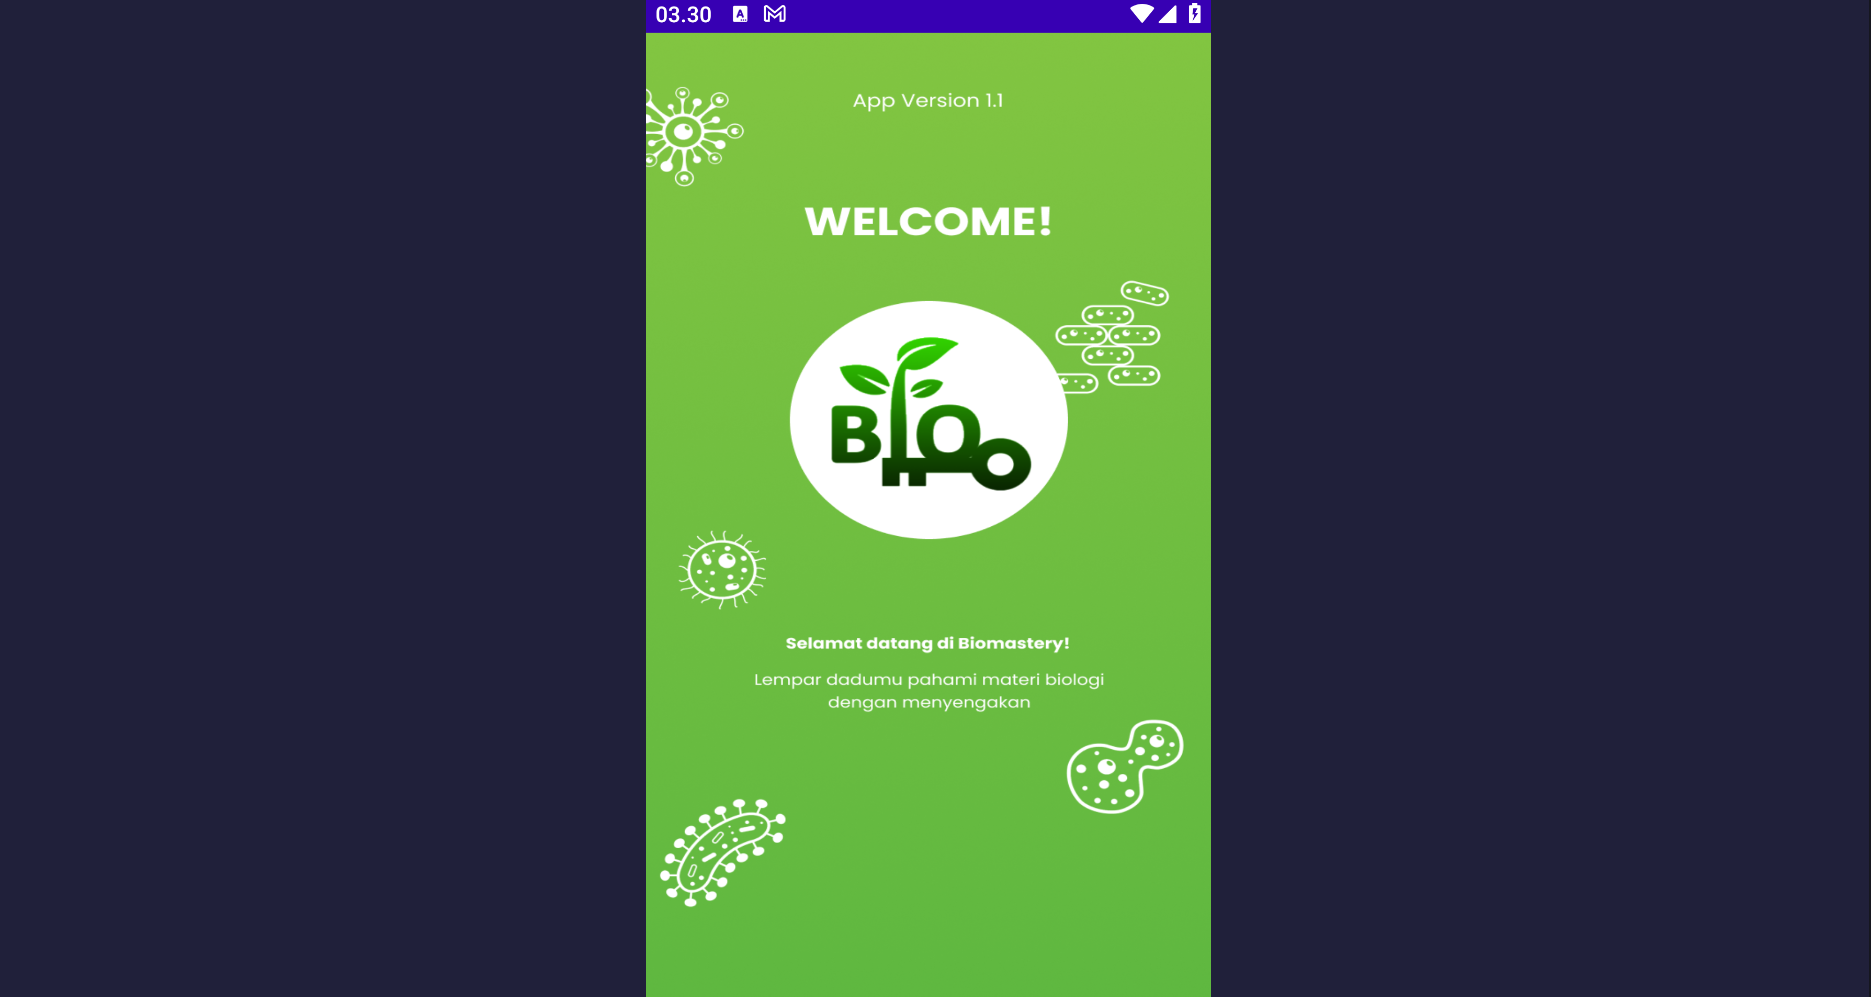 03.30
App Version 1.1
WELCOME!
BIO
Selamat datang di Biomastery!
Lempar dadumu pahami materi biologi
dengan menyengakan